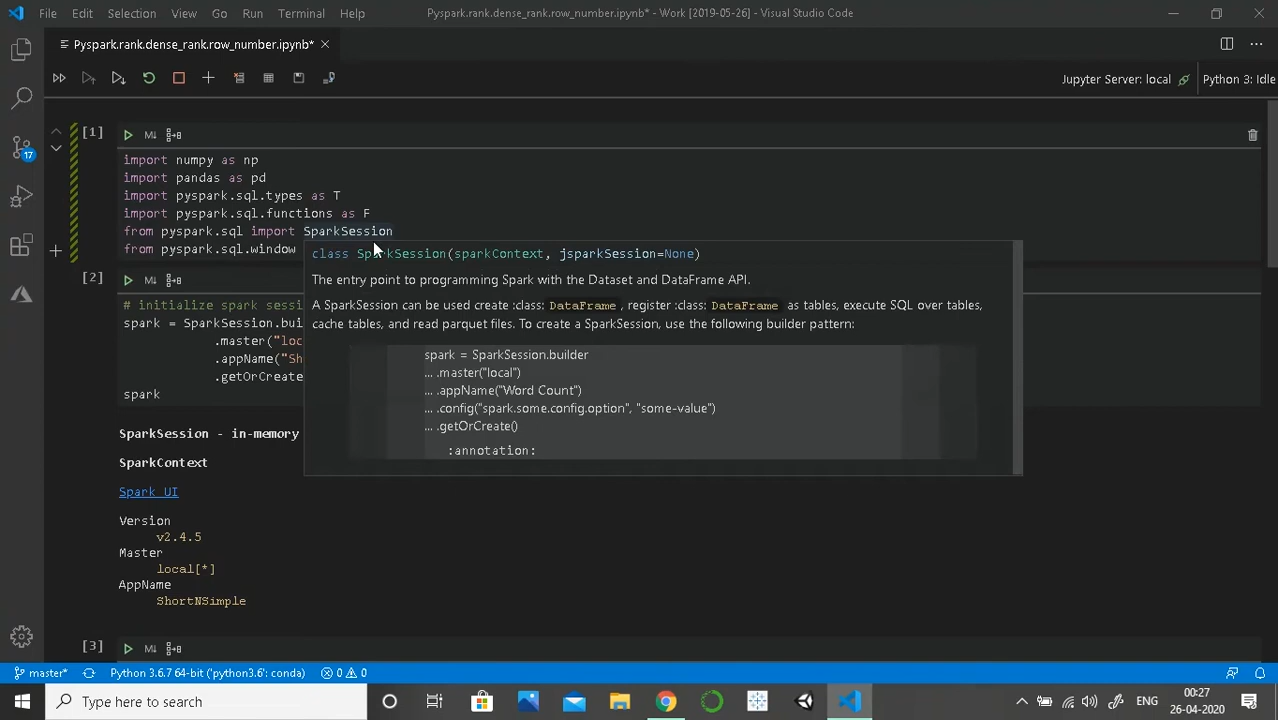 File Edit Selection View Go Run Terminal Help Pyspark.rank.dense_rank.row_number.ipynb* - Work [2019-05-26] - Visual Studio Code
Pyspark.rank.dense_rank.row_number.ipynb*
Jupyter Server: local Python 3: Idle
[1]
import numpy as np
import pandas as pd
import pyspark.sql.types as T
import pyspark.sql.functions as F
from pyspark.sql import SparkSession
from pyspark.sql.window
class SparkSession(sparkContext, jsparkSession=None)
The entry point to programming Spark with the Dataset and DataFrame API.
A SparkSession can be used create :class: DataFrame , register :class: DataFrame as tables, execute SQL over tables,
cache tables, and read parquet files. To create a SparkSession, use the following builder pattern:
spark = SparkSession.builder
... .master("local")
... .appName("Word Count")
... .config("spark.some.config.option", "some-value")
... .getOrCreate()
:annotation:
17
[2]
# initialize spark sessi
spark = SparkSession.bui
.master("loc
.appName("Sh
.getOrCreate
spark
SparkSession - in-memory
SparkContext
Spark UI
Version
v2.4.5
Master
local[*]
AppName
ShortNSimple
[3]
master* Python 3.6.7 64-bit ('python3.6': conda) 0 0
Type here to search
ENG
00:27
26-04-2020